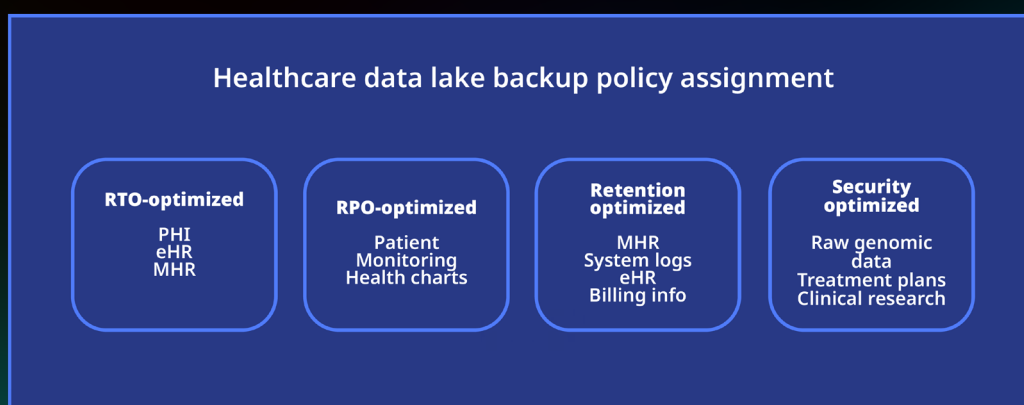 Healthcare data lake backup policy assignment
RTO-optimized
PHI
eHR
MHR
RPO-optimized
Patient
Monitoring
Health charts
Retention
optimized
MHR
System logs
eHR
Billing info
Security
optimized
Raw genomic
data
Treatment plans
Clinical research